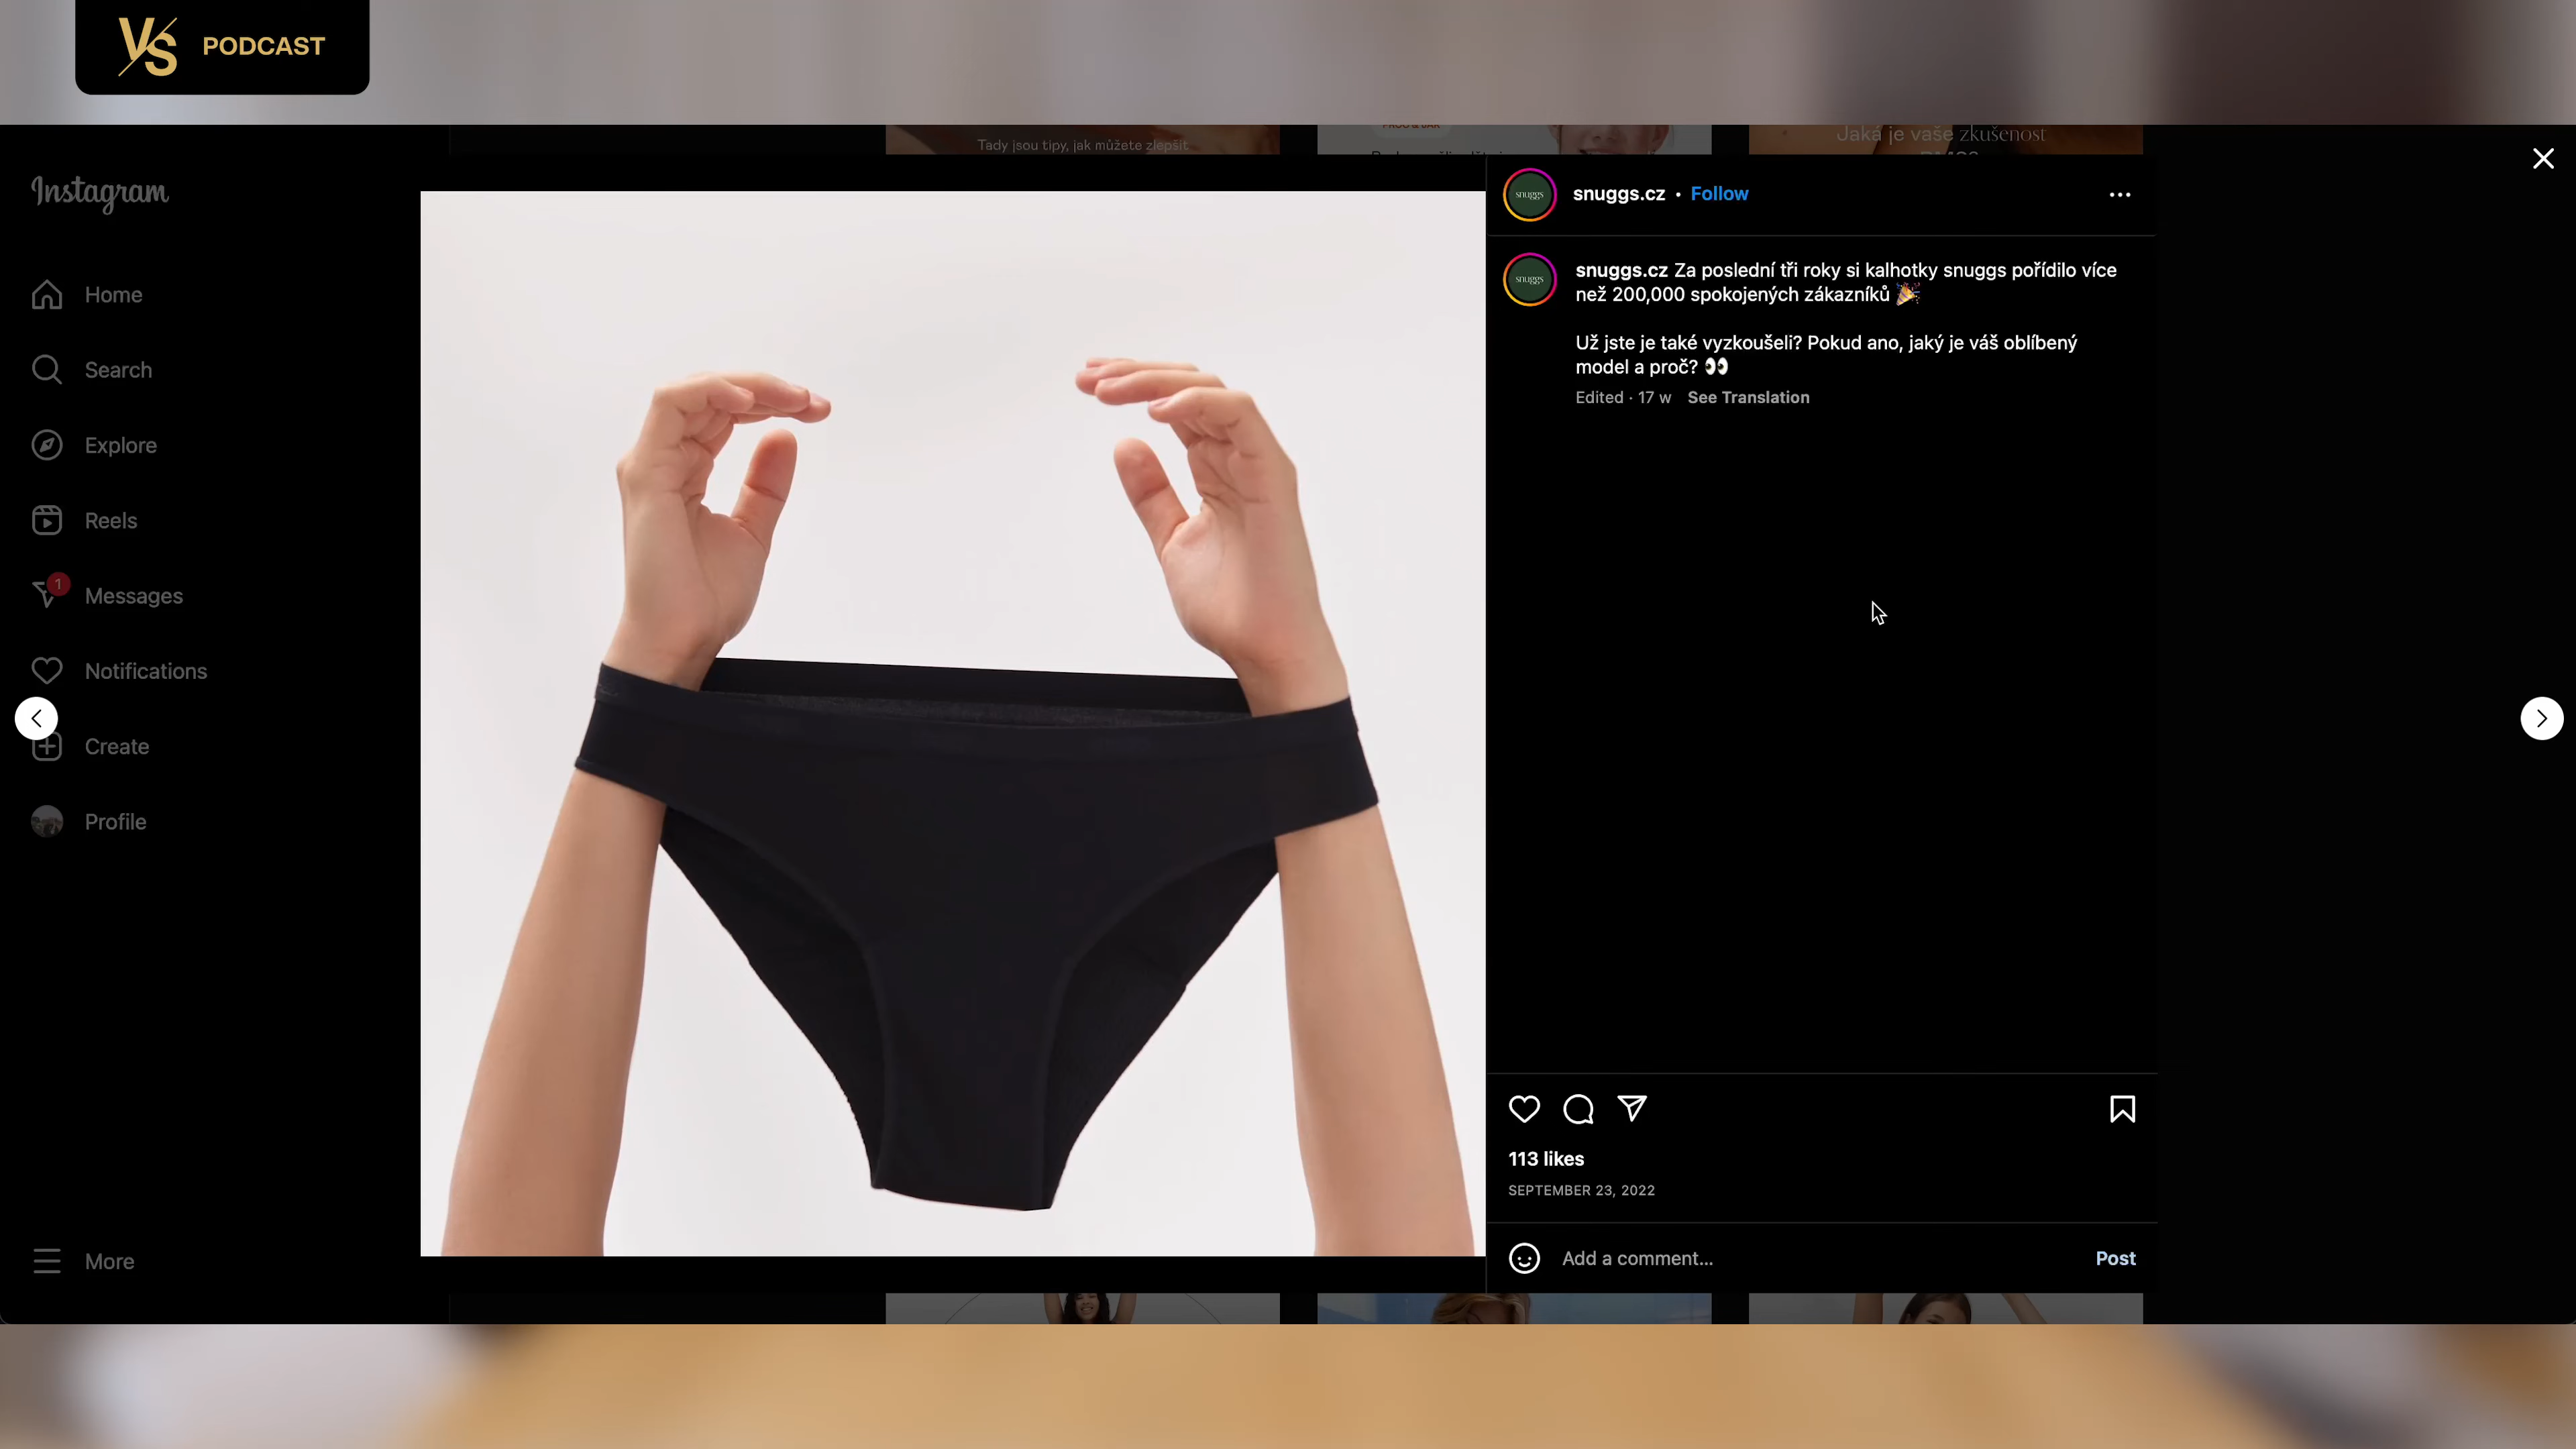 VS PODCAST
Tady jsou tipy, jak můžete zlepšit
Jaká je vaše zkušenost
Instagram
Home
Search
Explore
Reels
1
Messages
Notifications
Create
Profile
More
snuggs
snuggs.cz • Follow
snuggs
snuggs.cz Za poslední tři roky si kalhotky snuggs pořídilo více
než 200,000 spokojených zákazníků 🎉
Už jste je také vyzkoušeli? Pokud ano, jaký je váš oblíbený
model a proč? 👀
Edited · 17 w See Translation
113 likes
SEPTEMBER 23, 2022
Add a comment...
Post